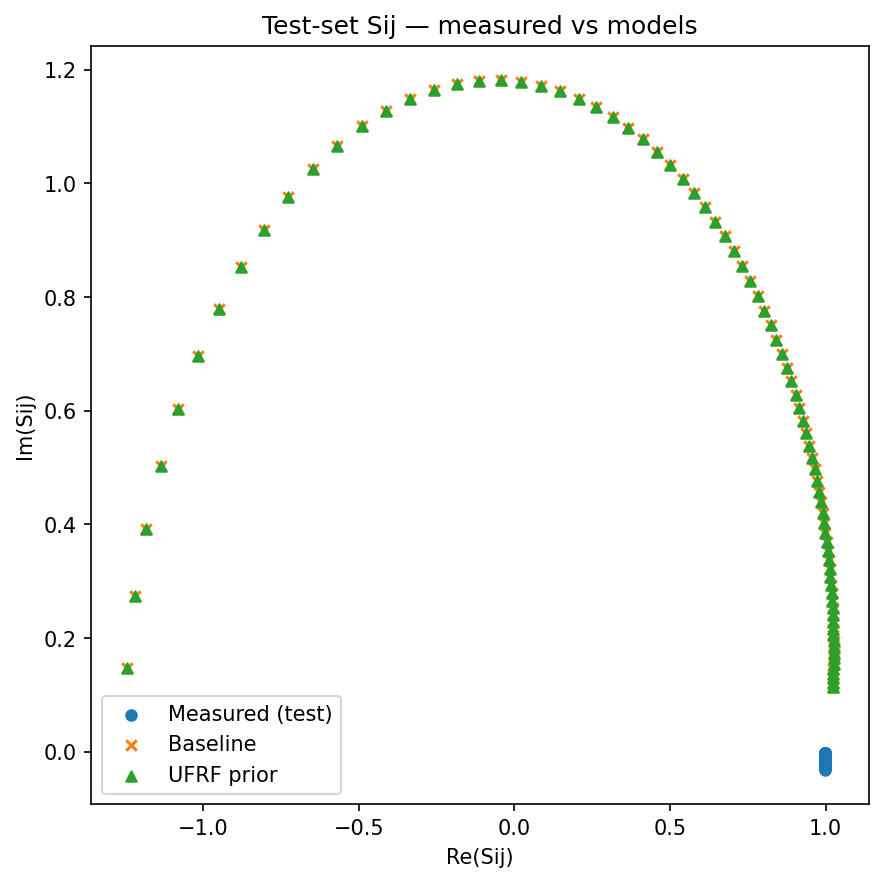 Test-set Sij — measured vs models
Im(Sij)
1.2
1.0
0.8
0.6
0.4
0.2
0.0
Measured (test)
Baseline
UFRF prior
−1.0
−0.5
0.0
0.5
1.0
Re(Sij)